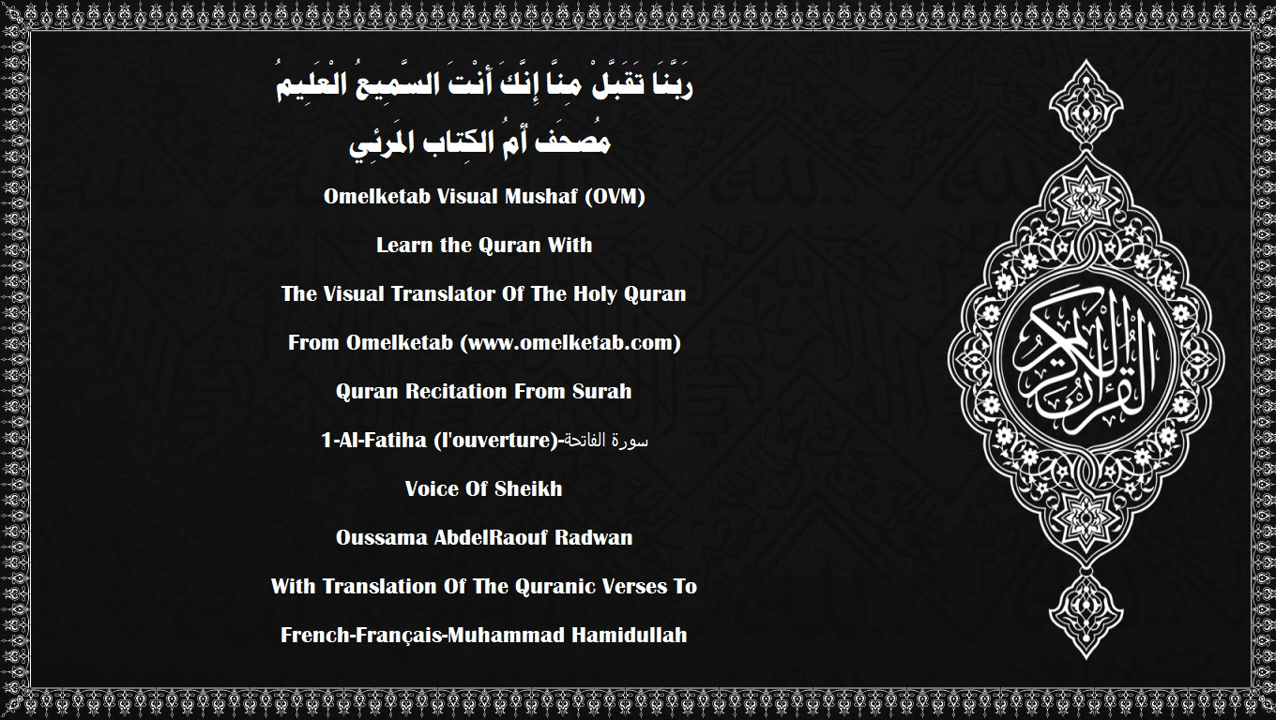 رَبَّنَا تَقَبَّلْ مِنَّا إِنَّكَ أَنْتَ السَّمِيعُ الْعَلِيمُ
مُصحَف أمُ الكِتاب المَرئِي
Omelketab Visual Mushaf (OVM)
Learn the Quran With
The Visual Translator Of The Holy Quran
From Omelketab (www.omelketab.com)
Quran Recitation From Surah
1-Al-Fatiha (l'ouverture)-سورة الفاتحة
Voice Of Sheikh
Oussama AbdelRaouf Radwan
With Translation Of The Quranic Verses To
French-Français-Muhammad Hamidullah
القرآن الكريم